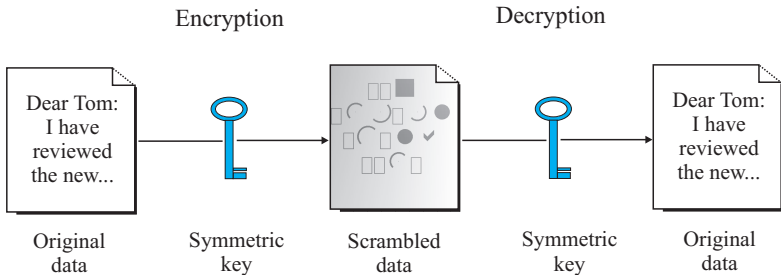 Encryption
Decryption
Dear Tom:
I have
reviewed
the new...
Dear Tom:
I have
reviewed
the new...
Original
data
Symmetric
key
Scrambled
data
Symmetric
key
Original
data